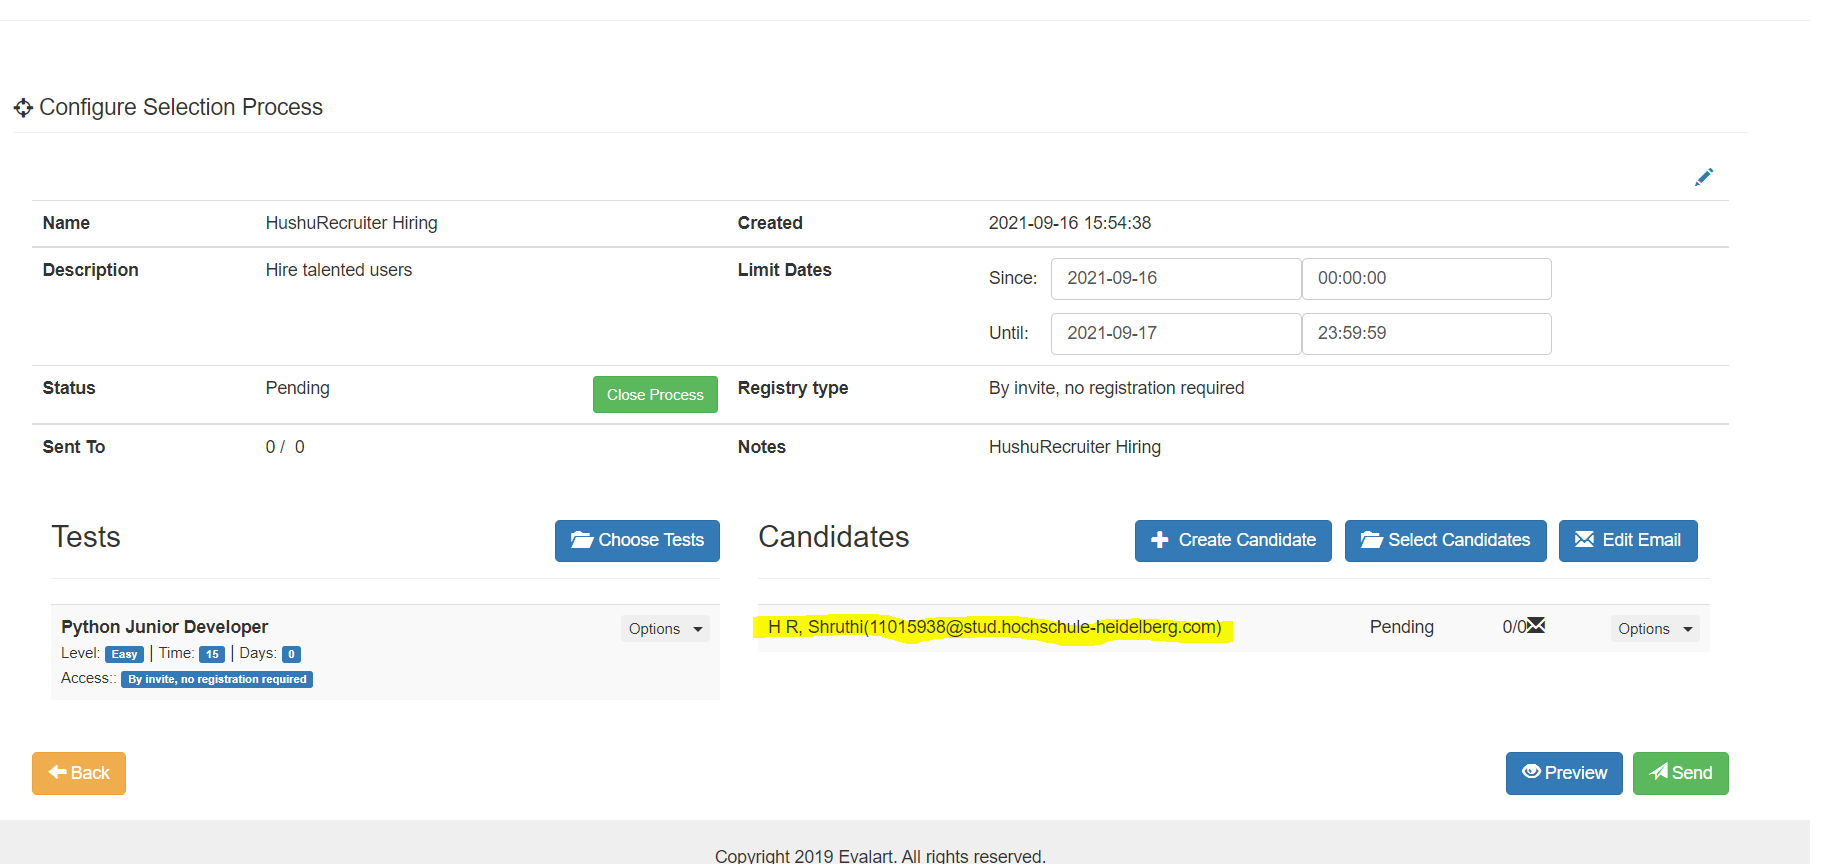 Configure Selection Process
Name HushuRecruiter Hiring Created 2021-09-16 15:54:38
Description Hire talented users Limit Dates Since: 2021-09-16 00:00:00
Until: 2021-09-17 23:59:59
Status Pending Close Process Registry type By invite, no registration required
Sent To 0 / 0 Notes HushuRecruiter Hiring
Tests Choose Tests Candidates Create Candidate Select Candidates Edit Email
Python Junior Developer Options H R, Shruthi(11015938@stud.hochschule-heidelberg.com) Pending 0/0 Options
Level: Easy | Time: 15 | Days: 0
Access:: By invite, no registration required
Back Preview Send
Copyright 2019 Evalart. All rights reserved.